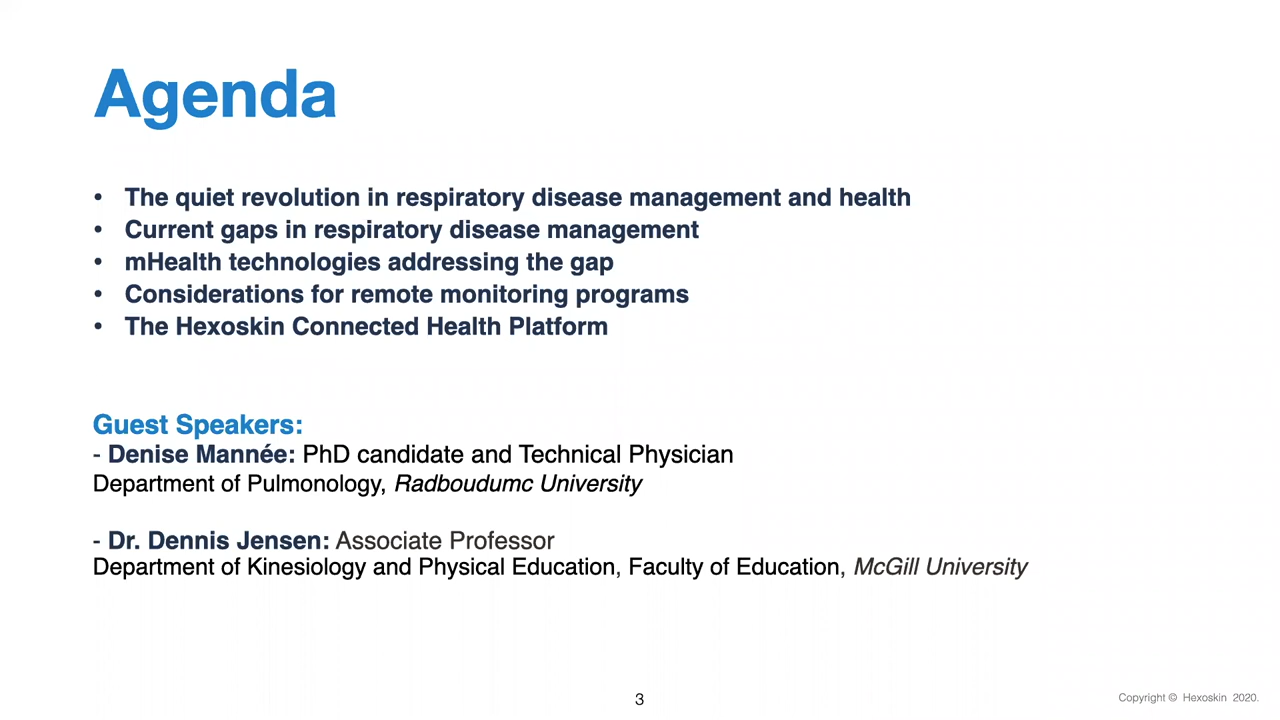 Agenda
• The quiet revolution in respiratory disease management and health
• Current gaps in respiratory disease management
• mHealth technologies addressing the gap
• Considerations for remote monitoring programs
• The Hexoskin Connected Health Platform
Guest Speakers:
- Denise Mannée: PhD candidate and Technical Physician
Department of Pulmonology, Radboudumc University
- Dr. Dennis Jensen: Associate Professor
Department of Kinesiology and Physical Education, Faculty of Education, McGill University
3
Copyright © Hexoskin 2020.